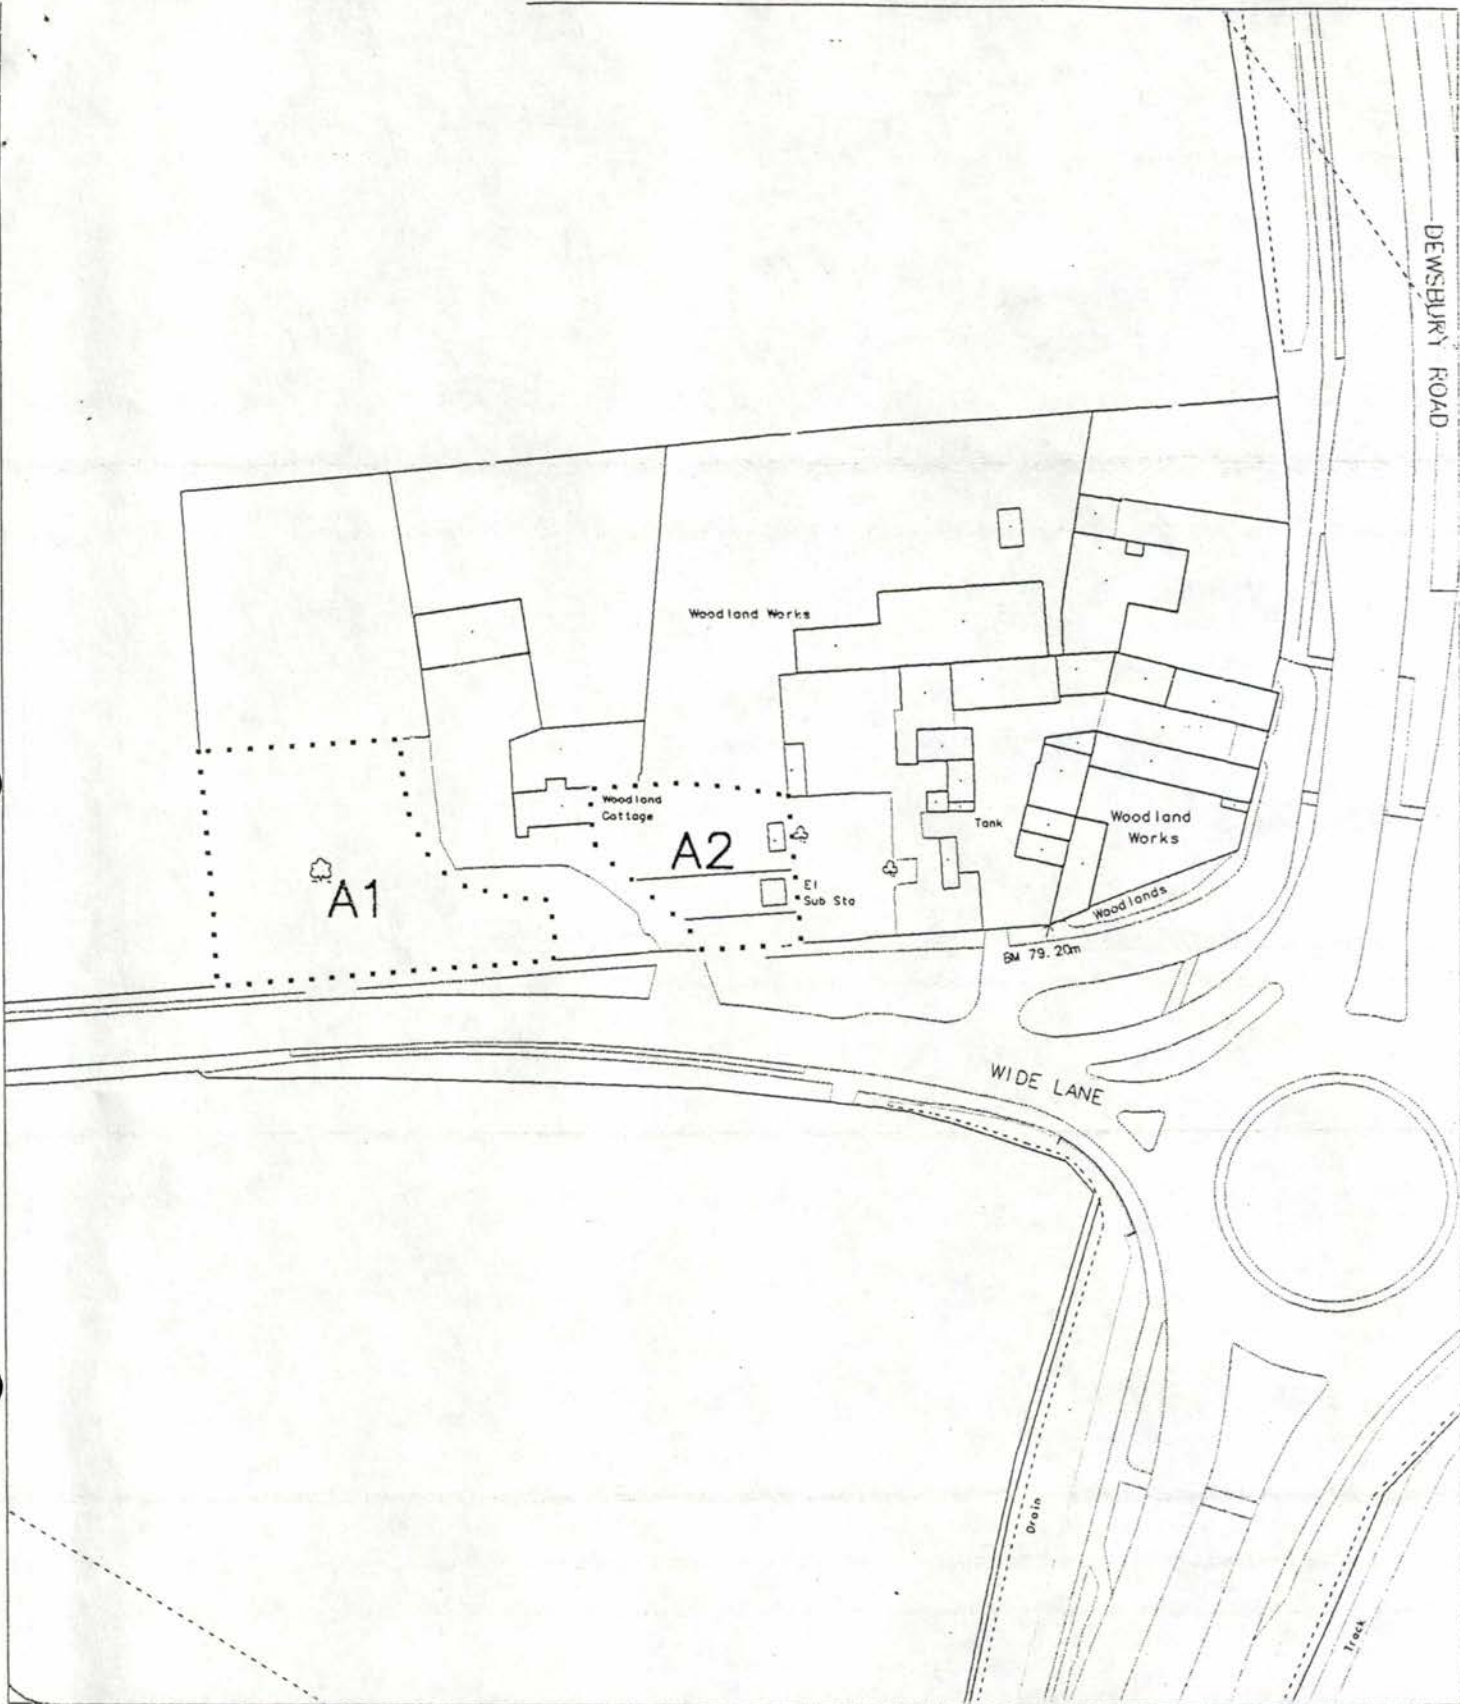 DEWSBURY ROAD
Woodland Works
Woodland
Cottage
A2
A1
El
Sub Sta
Tank
Woodland
Works
Woodlands
BM 79.20m
WIDE LANE
Drain
Track